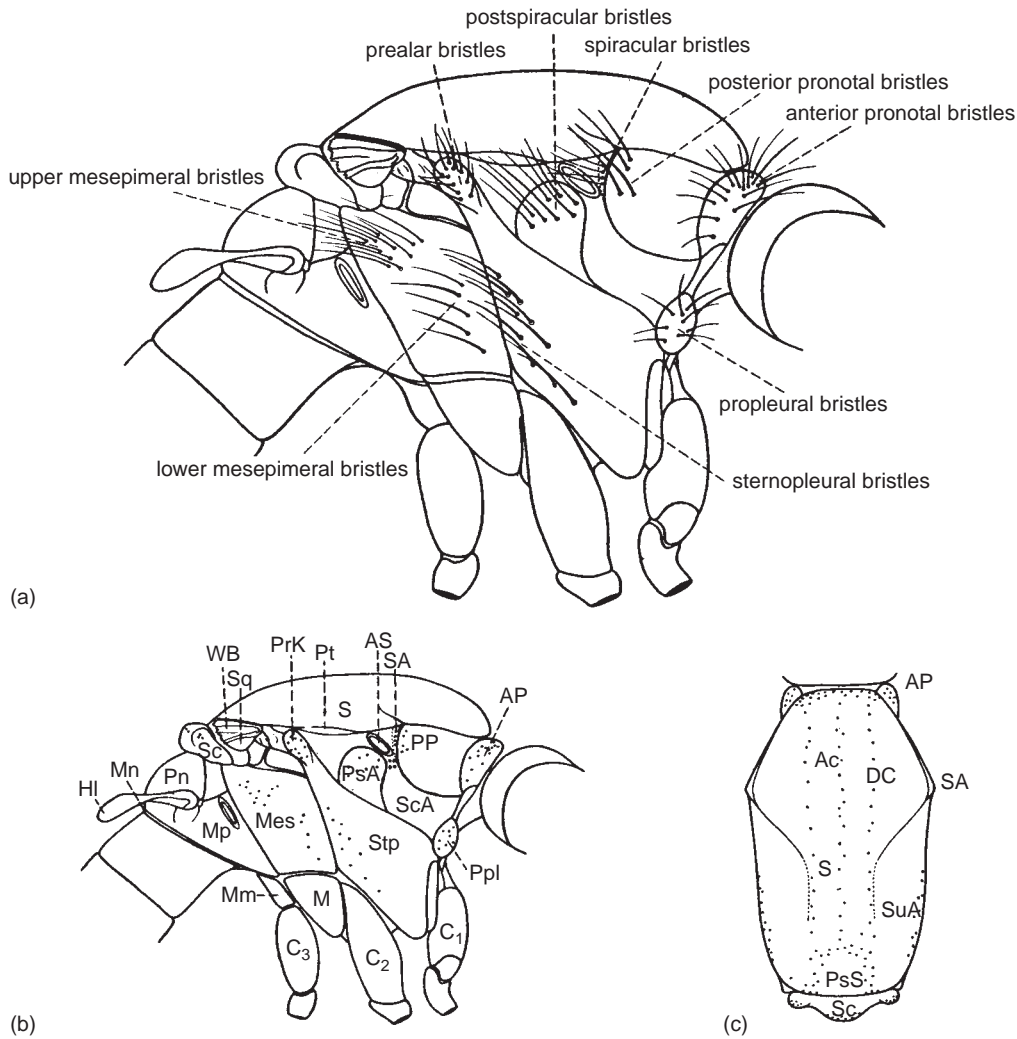 postspiracular bristles
prealar bristles
spiracular bristles
posterior pronotal bristles
anterior pronotal bristles
upper mesepimeral bristles
propleural bristles
lower mesepimeral bristles
sternopleural bristles
(a)
PrK
Pt
AS
WB
SA
Sq
AP
S
Sc
PP
PsA
Mn
Pn
Hl
ScA
Mp
Mes
Stp
Ppl
Mm
M
C1
C3
C2
(b)
AP
Ac
DC
SA
S
SuA
PsS
Sc
(c)